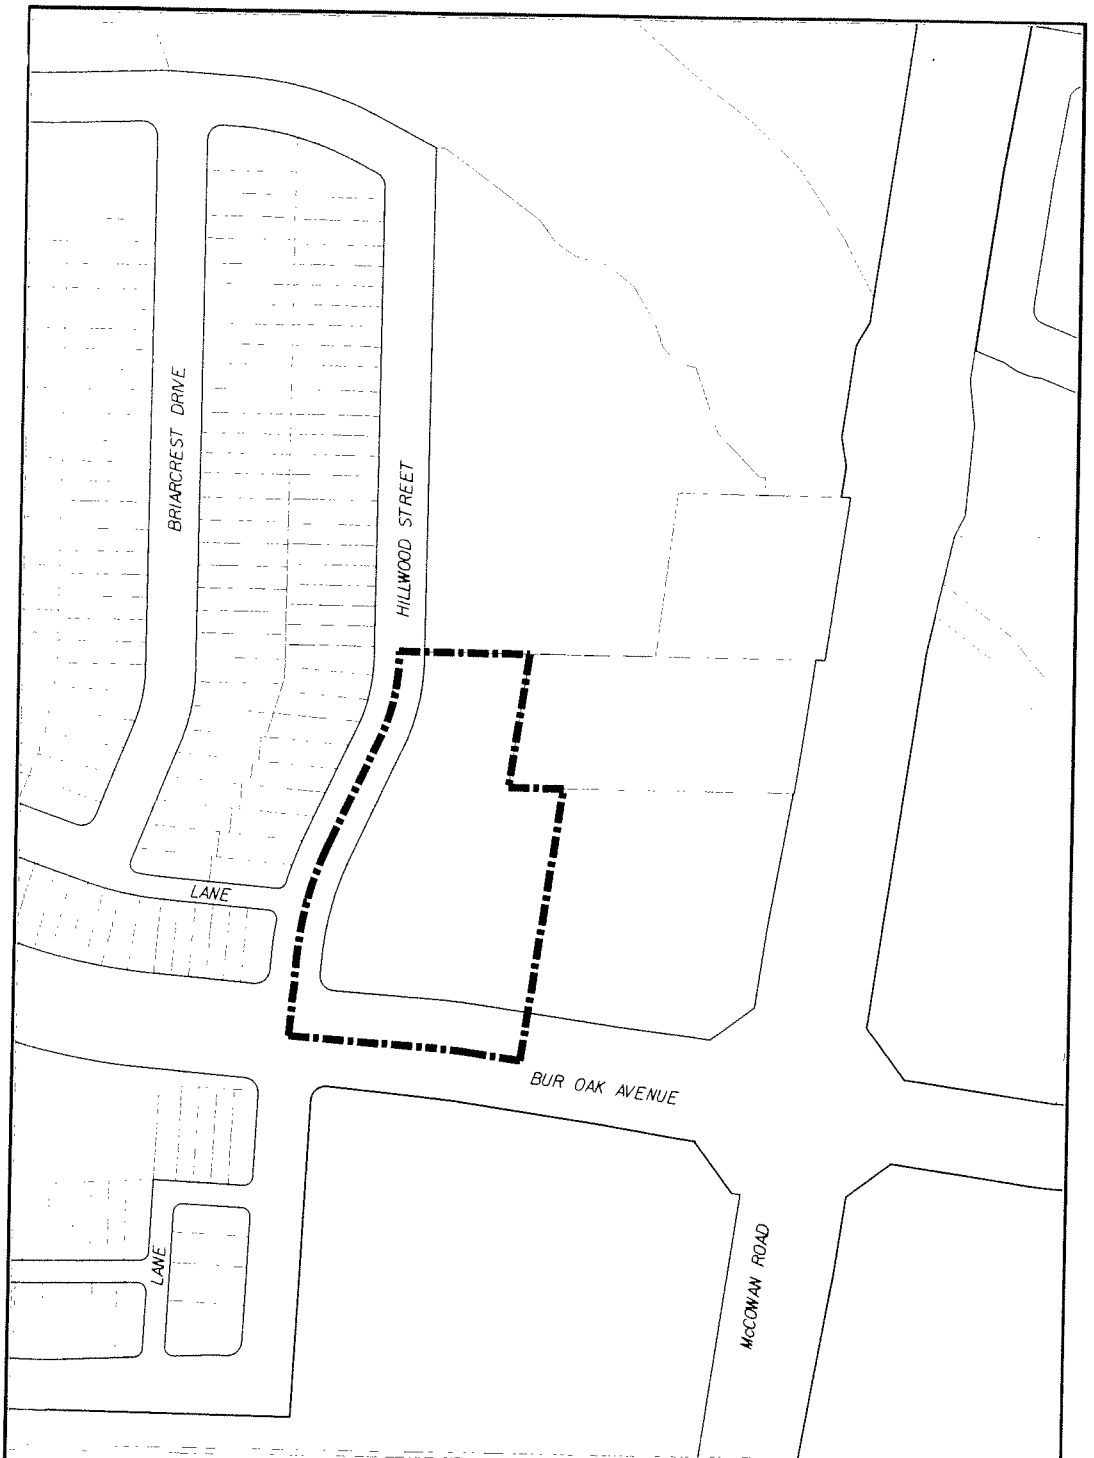 BRIARCREST DRIVE
HILLWOOD STREET
LANE
BUR OAK AVENUE
LANE
McCOWAN ROAD